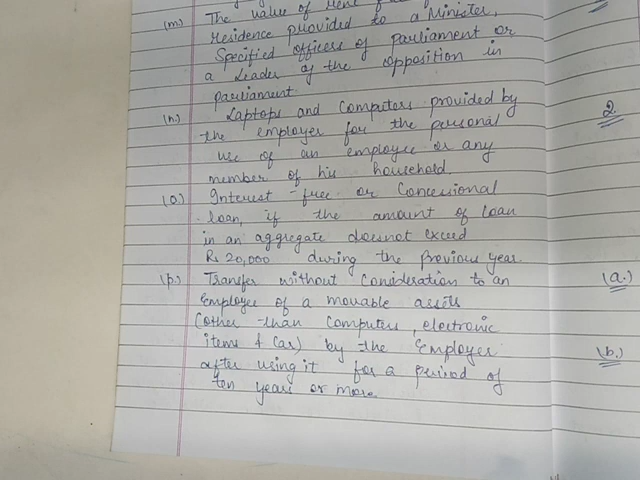 (m.) The value of rent free
residence provided to a Minister,
Specified officers of parliament or
a Leader of the opposition in
parliament
(n.) Laptops and Computers provided by
the employer for the personal
use of an employee or any
member of his household.
(o.) Interest-free or Concessional
loan, if the amount of loan
in an aggregate doesnot exceed
Rs 20,000 during the previous year.
(p.) Transfer without Consideration to an
Employee of a movable assets
(other than Computers, electronic
items & Car) by the Employer
after using it for a period of
ten years or more.
2.
(a.)
(b.)